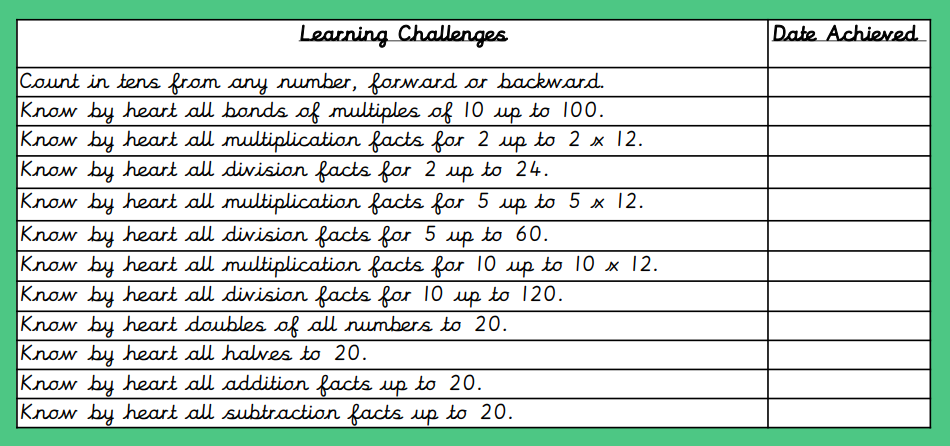 Learning Challenges Date Achieved
Count in tens from any number, forward or backward.
Know by heart all bonds of multiples of 10 up to 100.
Know by heart all multiplication facts for 2 up to 2 x 12.
Know by heart all division facts for 2 up to 24.
Know by heart all multiplication facts for 5 up to 5 x 12.
Know by heart all division facts for 5 up to 60.
Know by heart all multiplication facts for 10 up to 10 x 12.
Know by heart all division facts for 10 up to 120.
Know by heart doubles of all numbers to 20.
Know by heart all halves to 20.
Know by heart all addition facts up to 20.
Know by heart all subtraction facts up to 20.